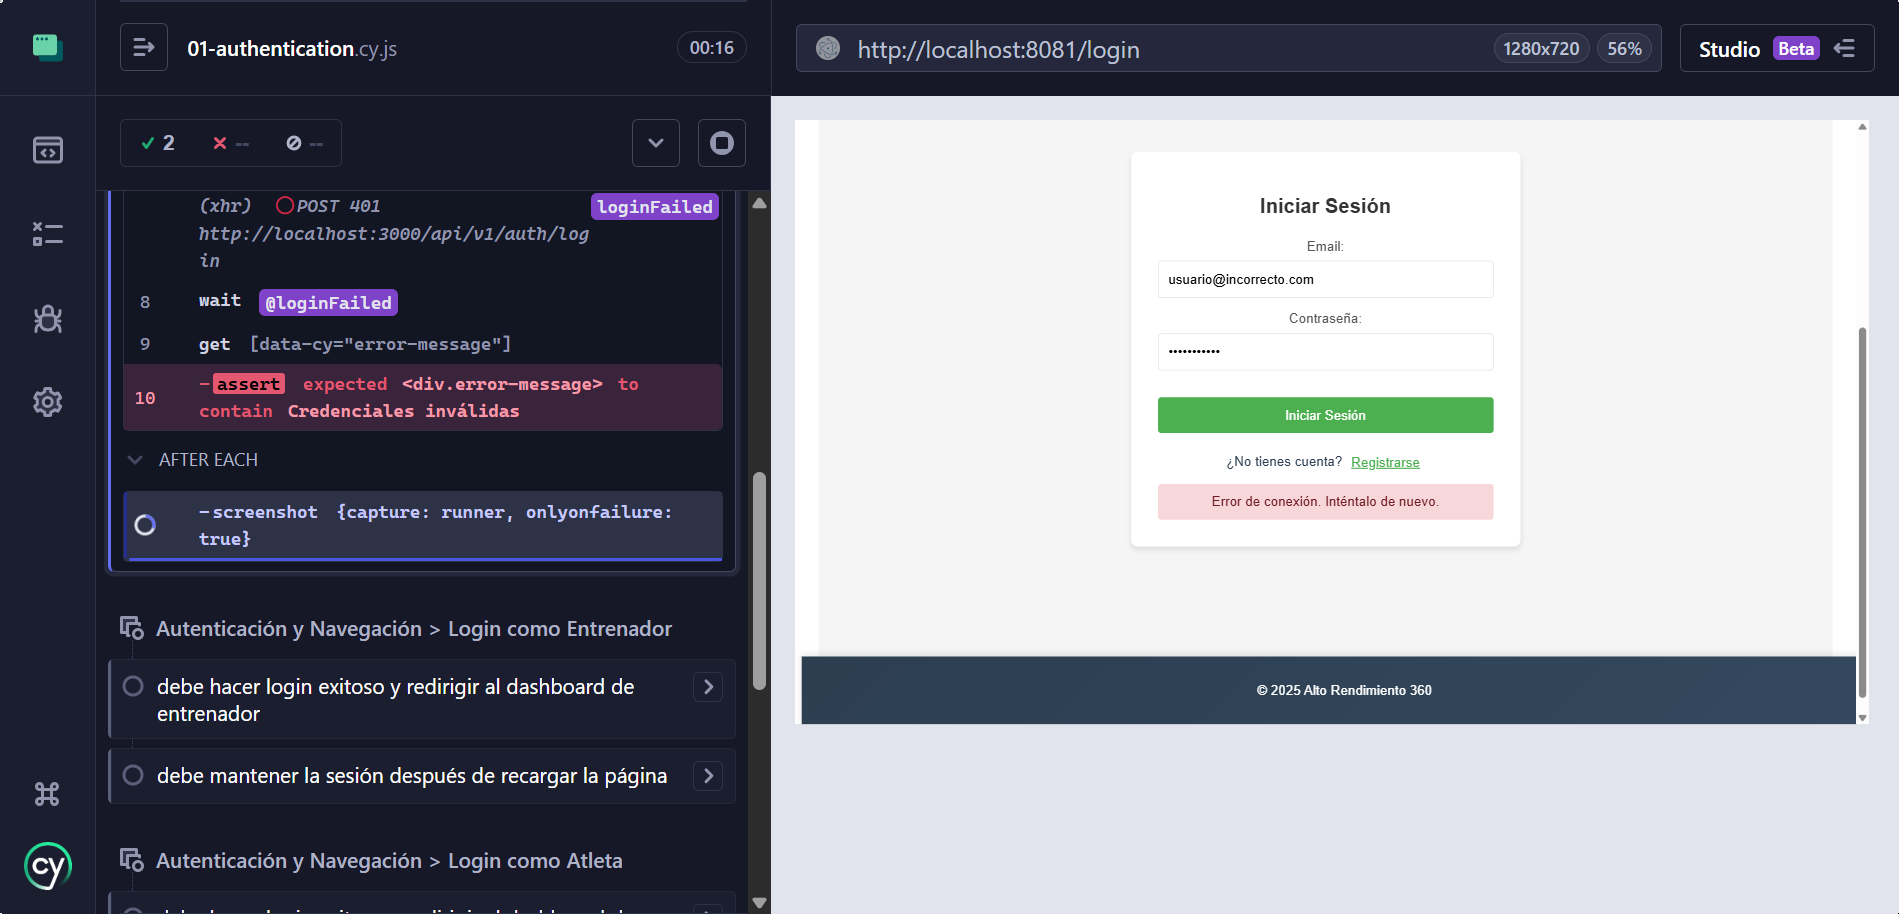 01-authentication.cy.js
00:16
2
--
--
(xhr) POST 401 loginFailed
http://localhost:3000/api/v1/auth/log
in
8 wait @loginFailed
9 get [data-cy="error-message"]
10 -assert expected <div.error-message> to
contain Credenciales inválidas
AFTER EACH
-screenshot {capture: runner, onlyonfailure:
true}
Autenticación y Navegación > Login como Entrenador
debe hacer login exitoso y redirigir al dashboard de
entrenador
debe mantener la sesión después de recargar la página
Autenticación y Navegación > Login como Atleta
cy
http://localhost:8081/login
1280x720
56%
Studio Beta
Iniciar Sesión
Email:
usuario@incorrecto.com
Contraseña:
•••••••••••
Iniciar Sesión
¿No tienes cuenta? Registrarse
Error de conexión. Inténtalo de nuevo.
© 2025 Alto Rendimiento 360